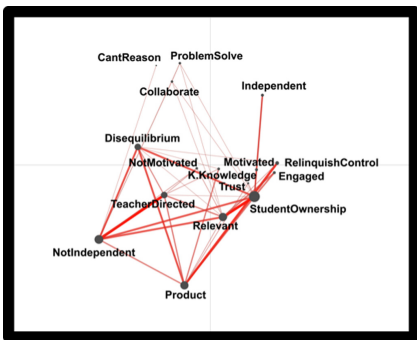 CantReason
ProblemSolve
Collaborate
Independent
Disequilibrium
NotMotivated
Motivated
RelinquishControl
K.Knowledge
Engaged
Trust
TeacherDirected
StudentOwnership
Relevant
NotIndependent
Product